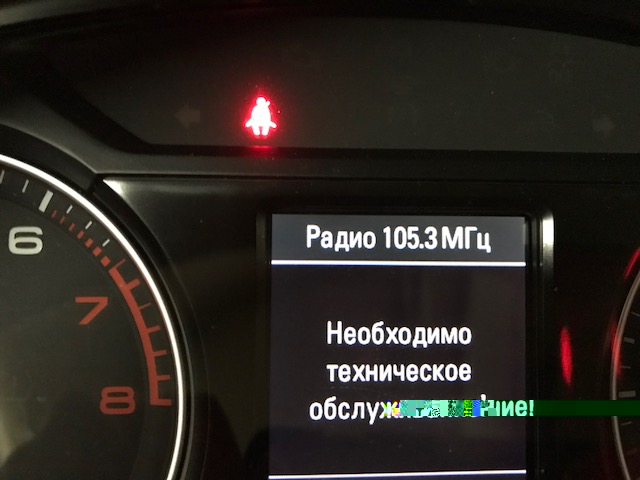 6
7
8
Радио 105.3 МГц
Необходимо
техническое